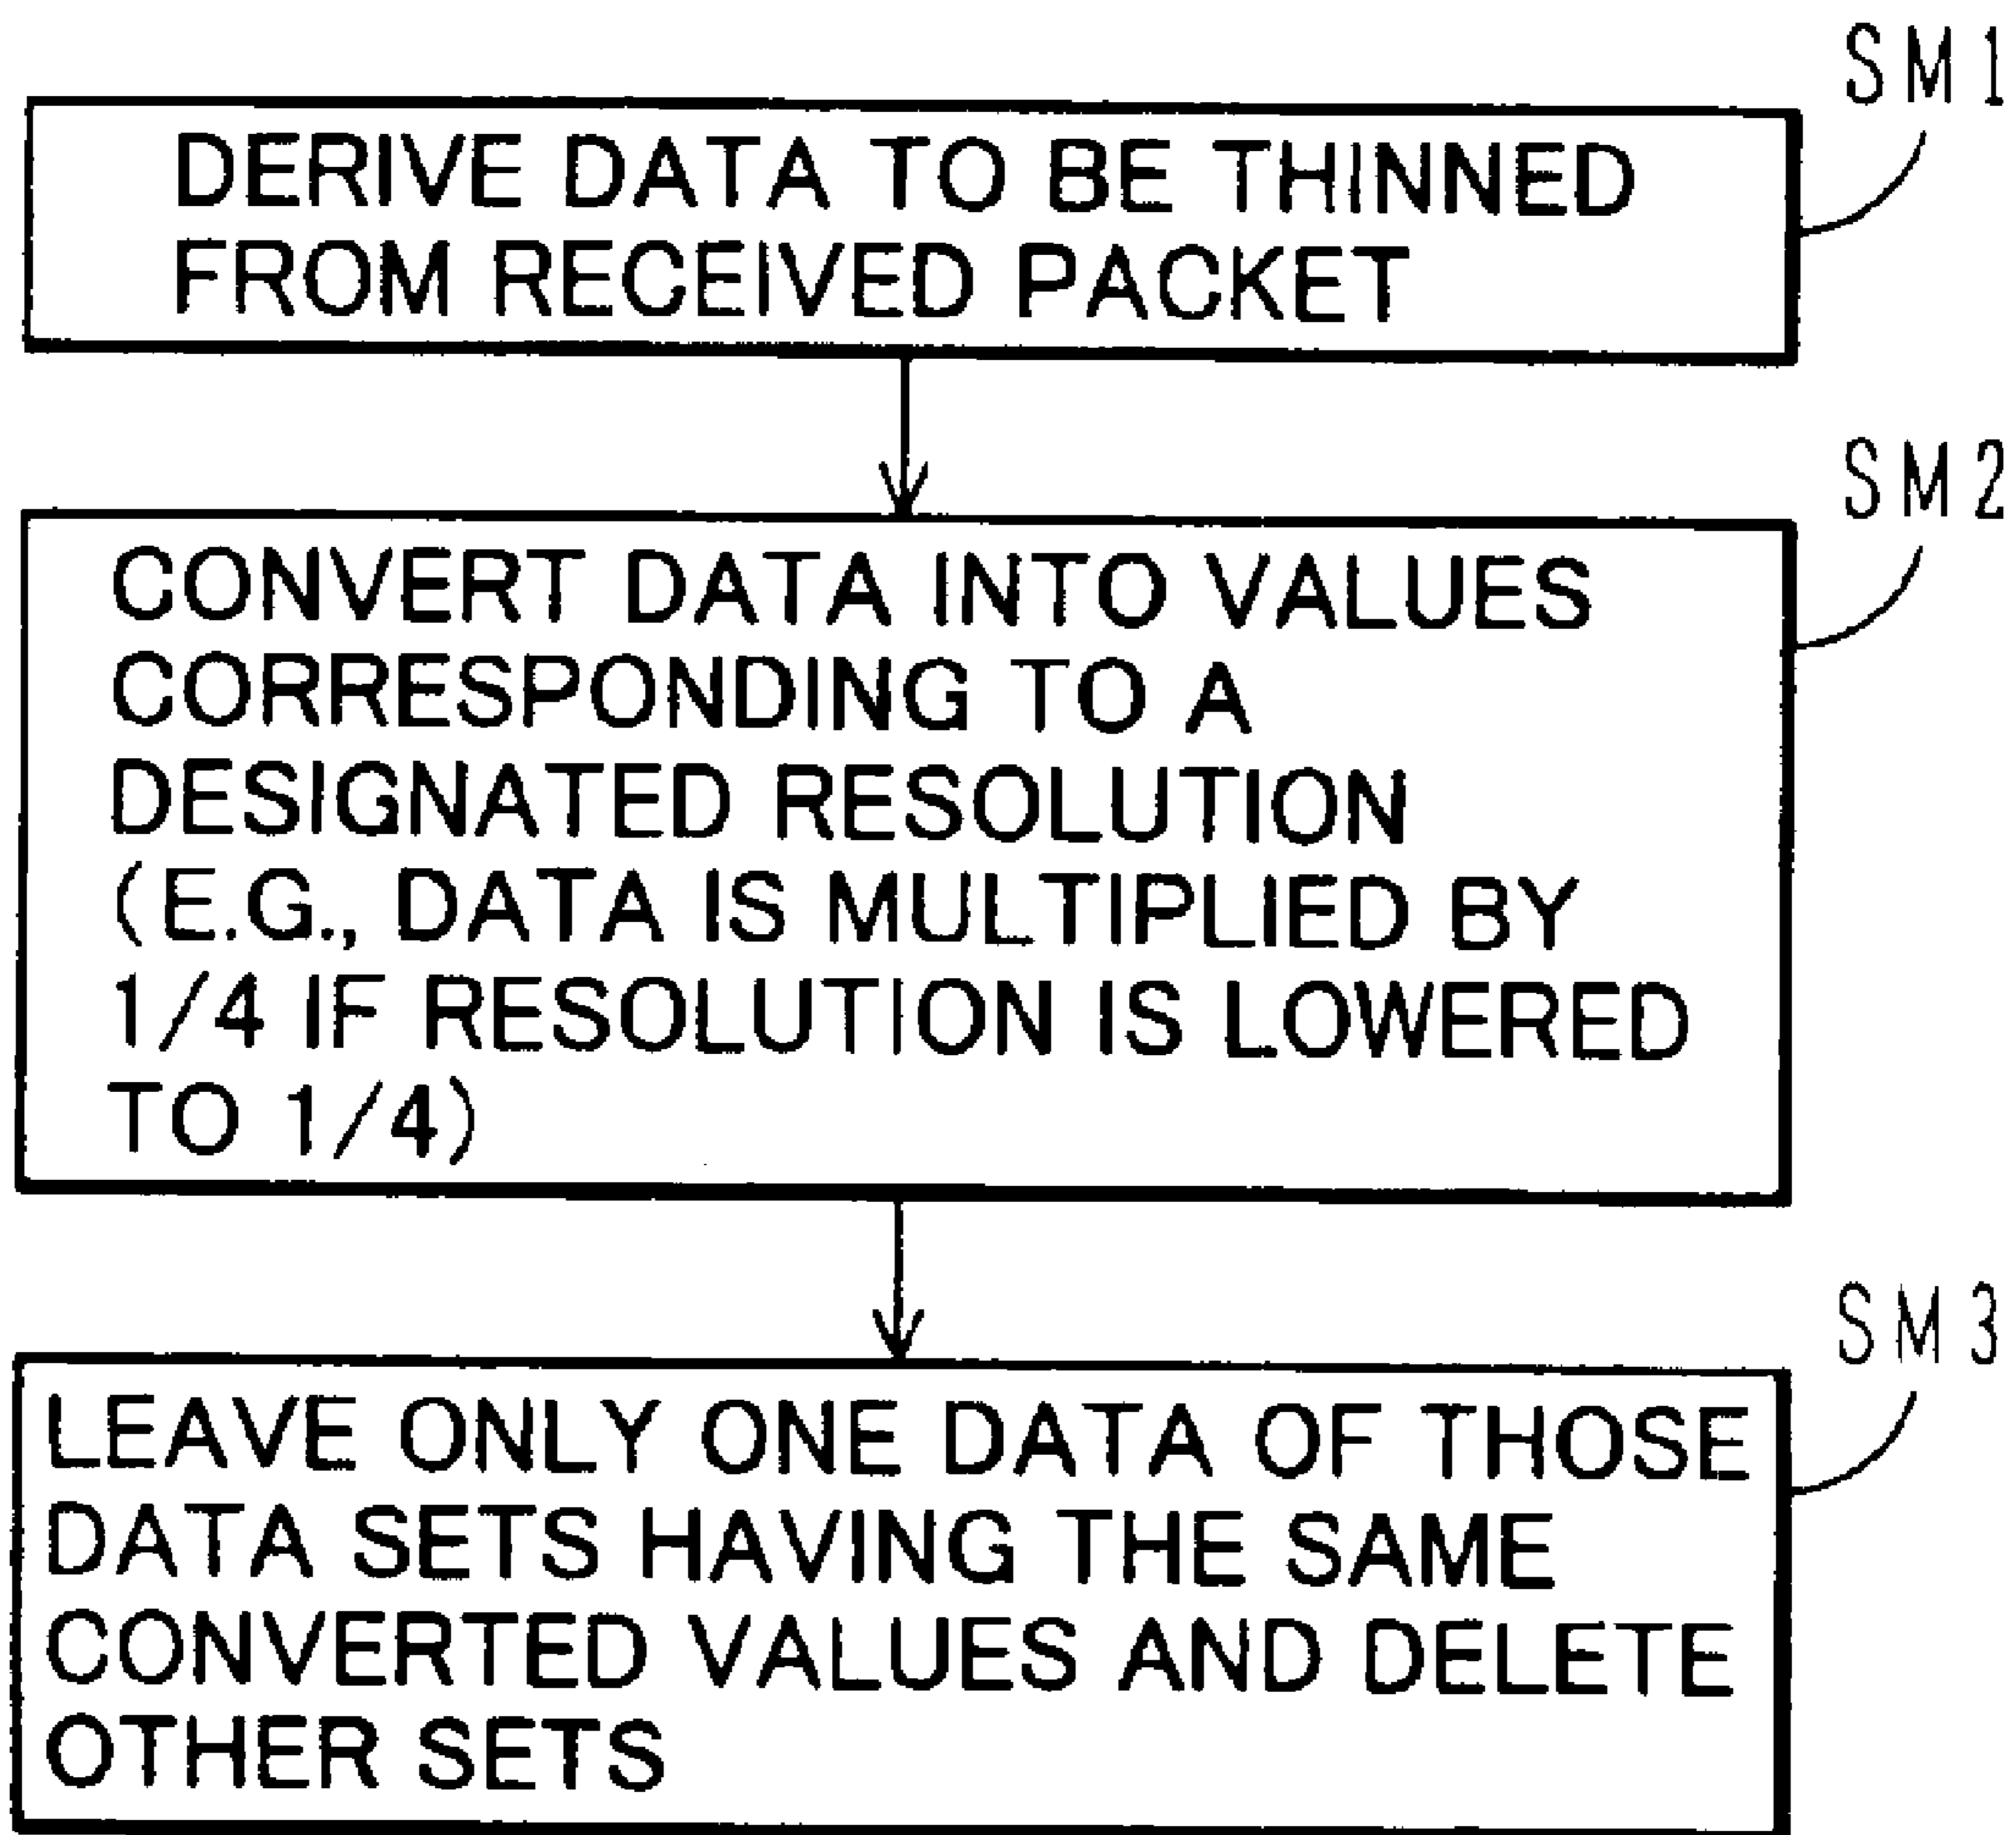 SM1
DERIVE DATA TO BE THINNED
FROM RECEIVED PACKET
SM2
CONVERT DATA INTO VALUES
CORRESPONDING TO A
DESIGNATED RESOLUTION
(E.G., DATA IS MULTIPLIED BY
1/4 IF RESOLUTION IS LOWERED
TO 1/4)
SM3
LEAVE ONLY ONE DATA OF THOSE
DATA SETS HAVING THE SAME
CONVERTED VALUES AND DELETE
OTHER SETS